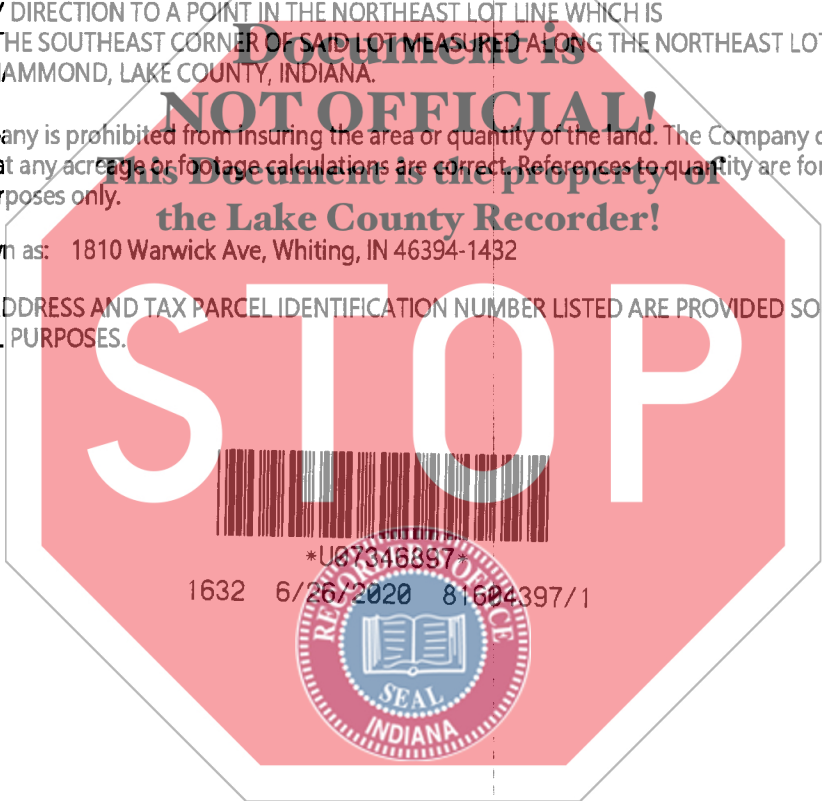 DIRECTION TO A POINT IN THE NORTHEAST LOT LINE WHICH IS
THE SOUTHEAST CORNER OF SAID LOT MEASURED ALONG THE NORTHEAST LOT
AMMOND, LAKE COUNTY, INDIANA.
Document is
NOT OFFICIAL!
any is prohibited from insuring the area or quantity of the land. The Company
at any acreage or footage calculations are correct. References to quantity are for
This Document is the property of
rposes only.
the Lake County Recorder!
n as: 1810 Warwick Ave, Whiting, IN 46394-1432
DDRESS AND TAX PARCEL IDENTIFICATION NUMBER LISTED ARE PROVIDED SO
PURPOSES.
STOP
*U07346897*
1632 6/26/2020 81604397/1
RECORDER'S OFFICE
SEAL
INDIANA